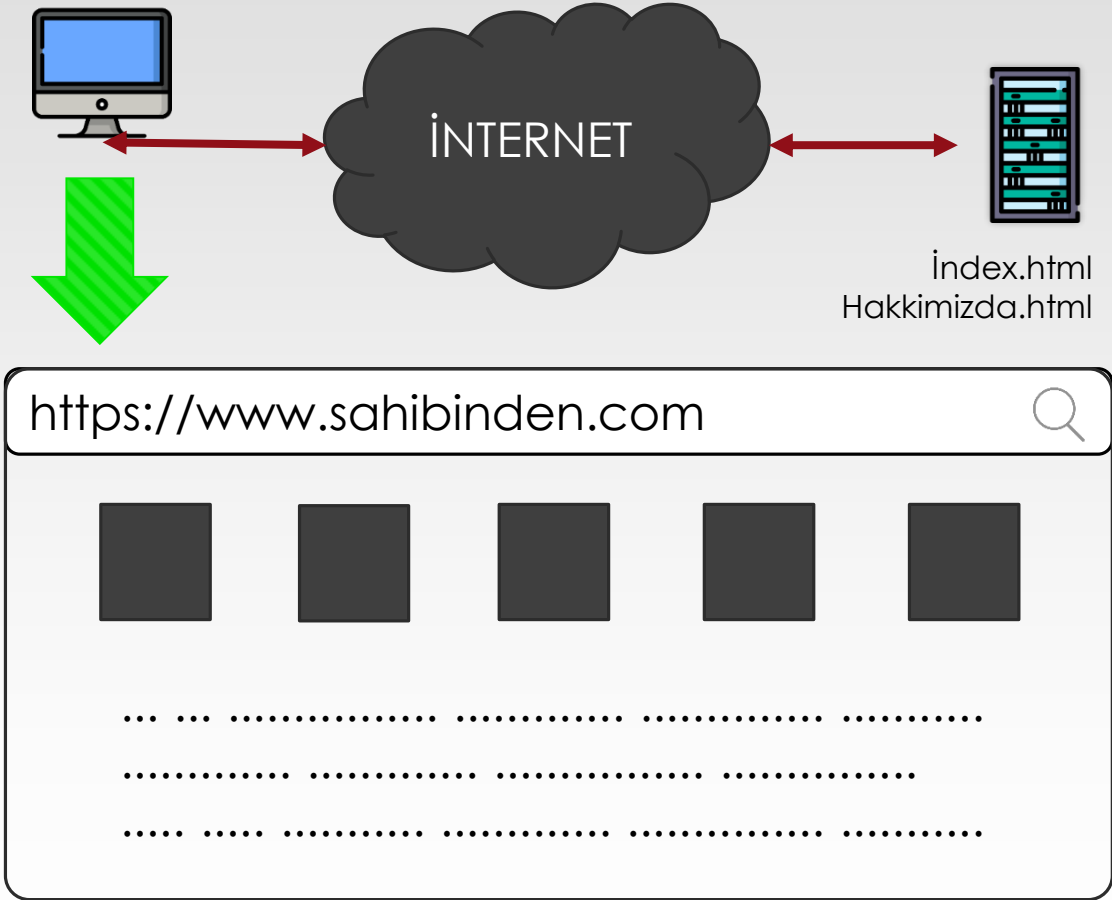 İNTERNET
İndex.html
Hakkimizda.html
https://www.sahibinden.com
... ... ................ ............. .............. ...........
............. ............. ................ ...............
..... ..... ........... ............. ............... ...........